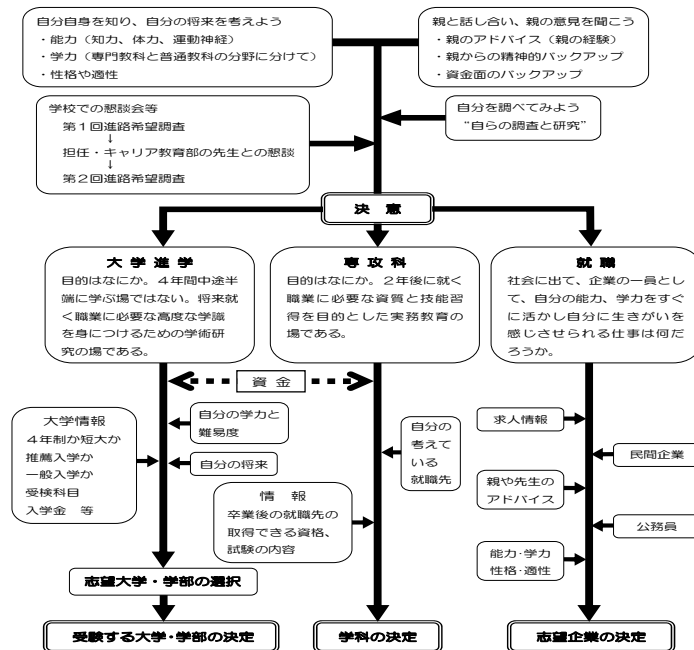 自分自身を知り、自分の将来を考えよう
・能力（知力、体力、運動神経）
・学力（専門教科と普通教科の分野に分けて）
・性格や適性
親と話し合い、親の意見を聞こう
・親のアドバイス（親の経験）
・親からの精神的バックアップ
・資金面のバックアップ
学校での懇談会等
第１回進路希望調査
↓
担任・キャリア教育部の先生との懇談
↓
第２回進路希望調査
自分を調べてみよう
“自らの調査と研究”
決 意
大 学 進 学
目的はなにか。４年間中途半
端に学ぶ場ではない。将来就
く職業に必要な高度な学識
を身につけるための学術研
究の場である。
専 攻 科
目的はなにか。２年後に就く
職業に必要な資質と技能習
得を目的とした実務教育の
場である。
就 職
社会に出て、企業の一員とし
て、自分の能力、学力をすぐ
に活かし自分に生きがいを
感じさせられる仕事は何だ
ろうか。
資 金
大学情報
４年制か短大か
推薦入学か
一般入学か
受検科目
入学金 等
自分の学力と
難易度
自分の将来
自分の
考えて
いる
就職先
情 報
卒業後の就職先の
取得できる資格、
試験の内容
求人情報
民間企業
親や先生の
アドバイス
公務員
能力・学力
性格・適性
志望大学・学部の選択
受験する大学・学部の決定
学科の決定
志望企業の決定